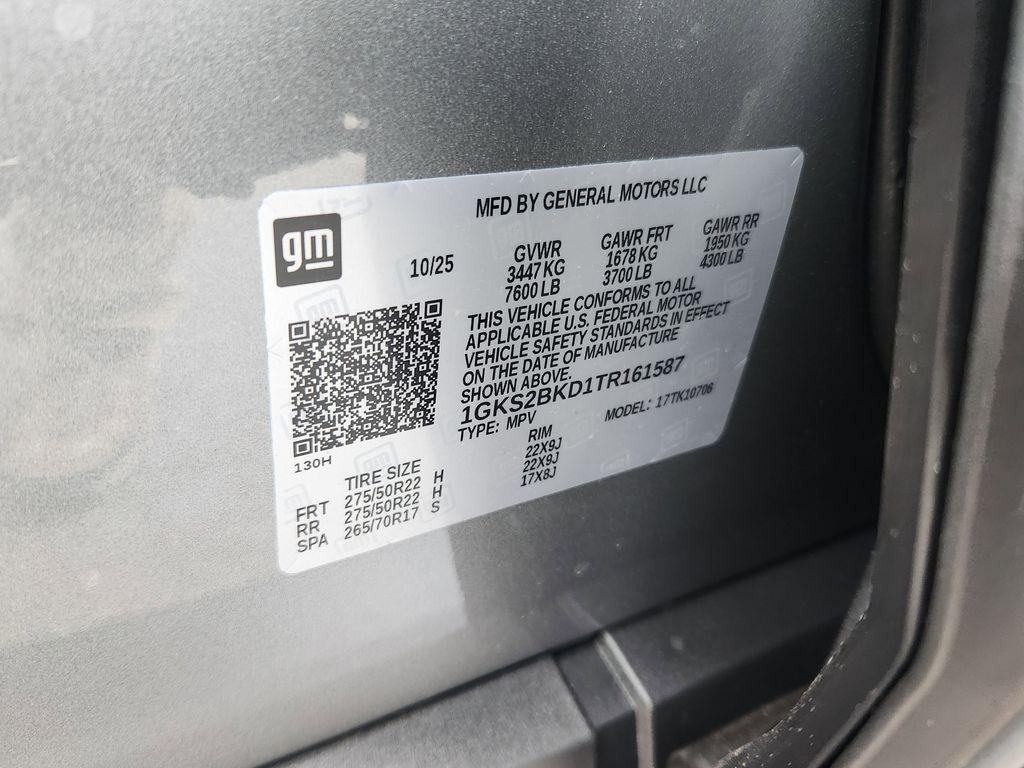 MFD BY GENERAL MOTORS LLC
gm
10/25
GVWR GAWR FRT GAWR RR
3447 KG 1678 KG 1950 KG
7600 LB 3700 LB 4300 LB
THIS VEHICLE CONFORMS TO ALL
APPLICABLE U.S. FEDERAL MOTOR
VEHICLE SAFETY STANDARDS IN EFFECT
ON THE DATE OF MANUFACTURE
SHOWN ABOVE.
1GKS2BKD1TR161587
TYPE: MPV MODEL: 17TK10706
130H
TIRE SIZE RIM
FRT 275/50R22 H 22X9J
RR 275/50R22 H 22X9J
SPA 265/70R17 S 17X8J